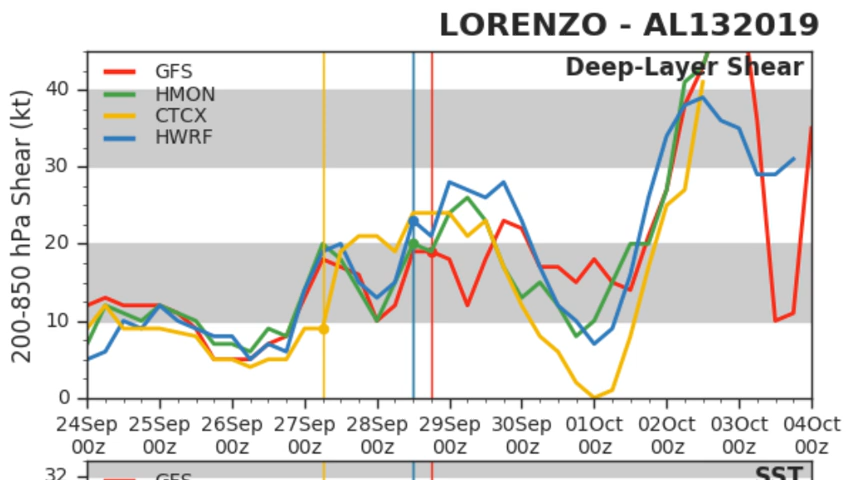 LORENZO - AL132019
Deep-Layer Shear
GFS
HMON
CTCX
HWRF
200-850 hPa Shear (kt)
40
30
20
10
0
24Sep 25Sep 26Sep 27Sep 28Sep 29Sep 30Sep 01Oct 02Oct 03Oct 04Oct
00z 00z 00z 00z 00z 00z 00z 00z 00z 00z 00z
32
GFS
SST